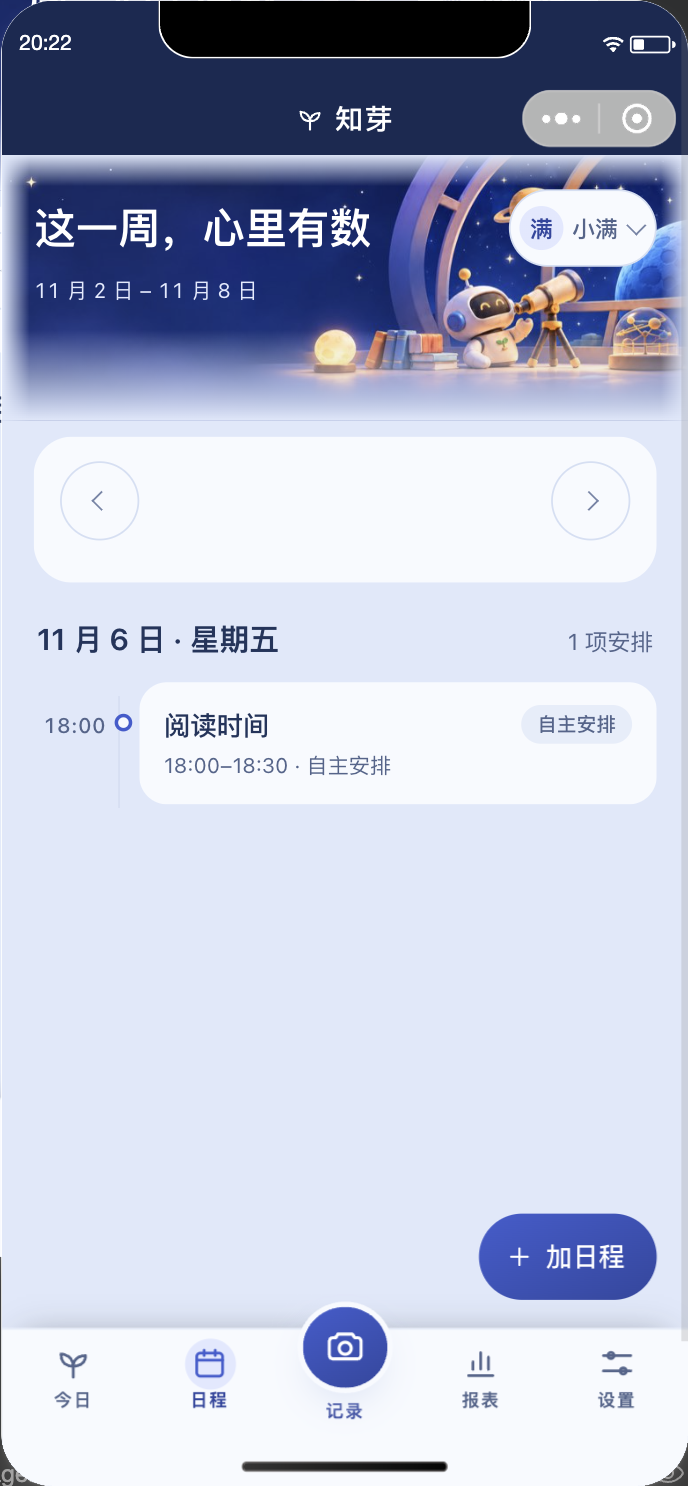 20:22
知芽
这一周，心里有数
满 小满
11 月 2 日 – 11 月 8 日
11 月 6 日 · 星期五
1 项安排
18:00
阅读时间
自主安排
18:00–18:30 · 自主安排
+ 加日程
今日
日程
记录
报表
设置